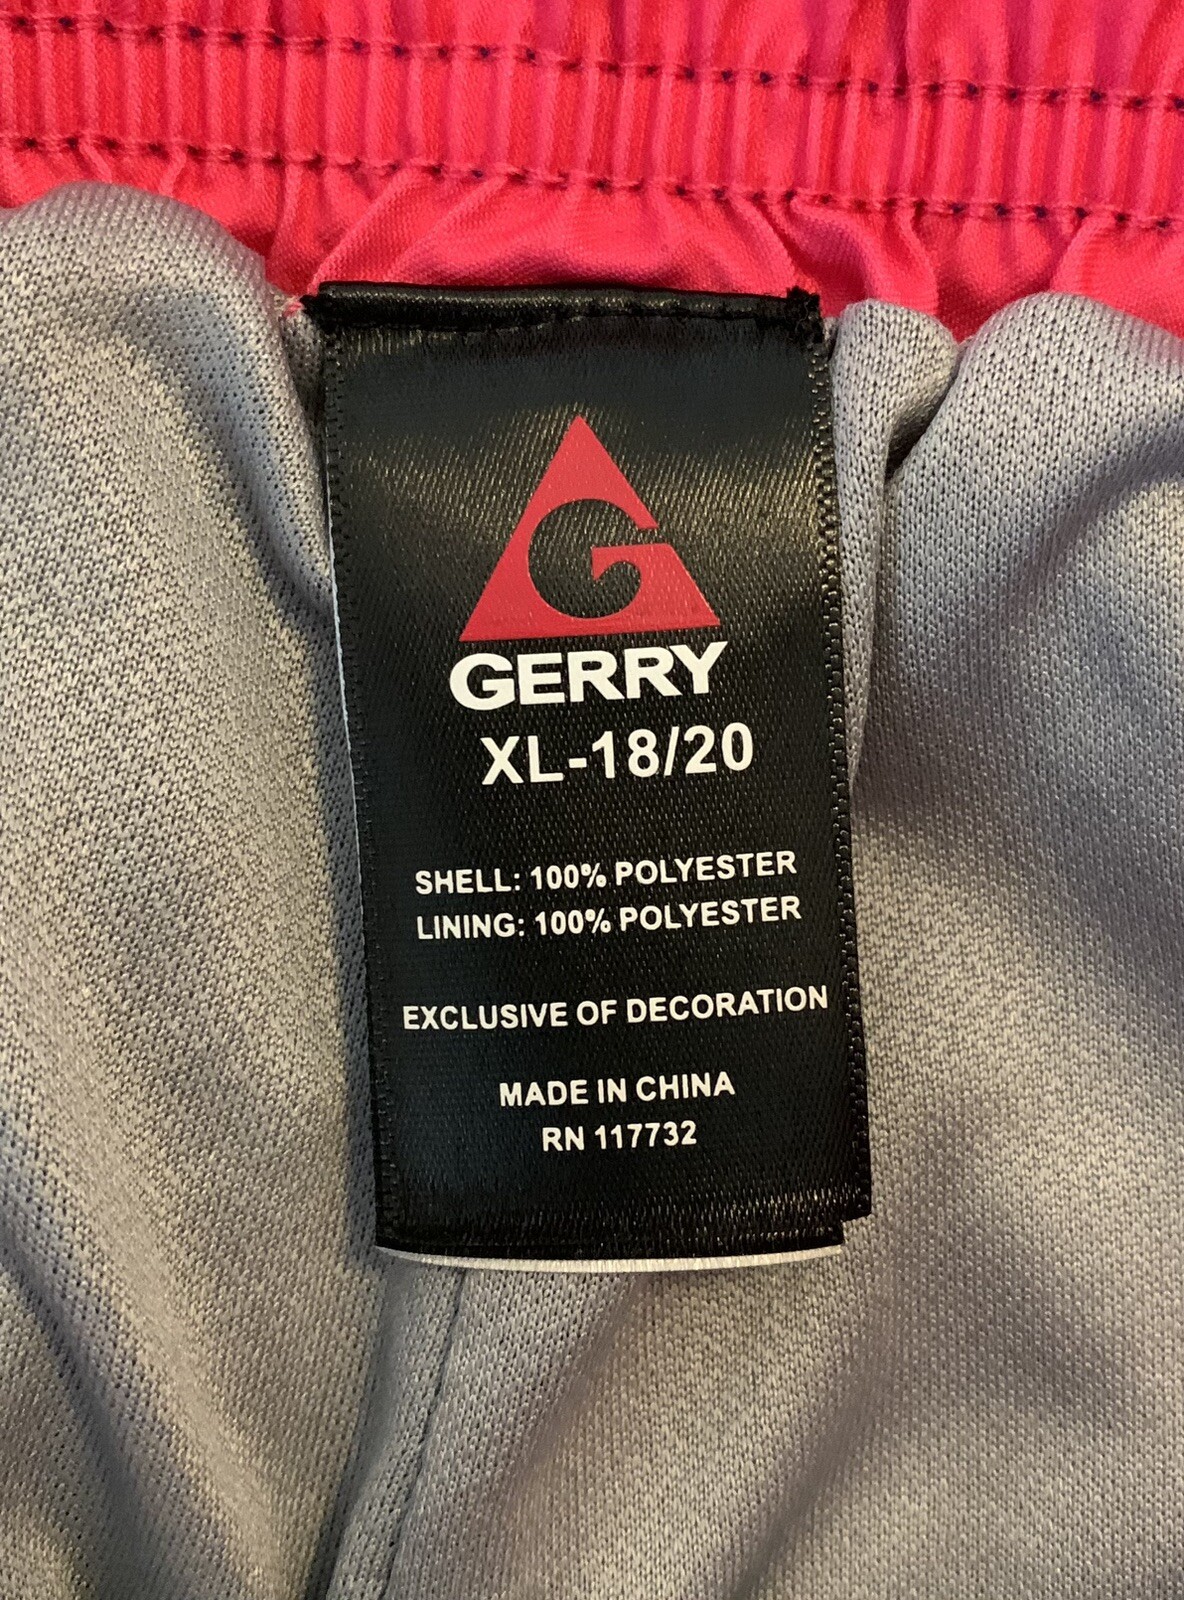 G
GERRY
XL-18/20
SHELL: 100% POLYESTER
LINING: 100% POLYESTER
EXCLUSIVE OF DECORATION
MADE IN CHINA
RN 117732